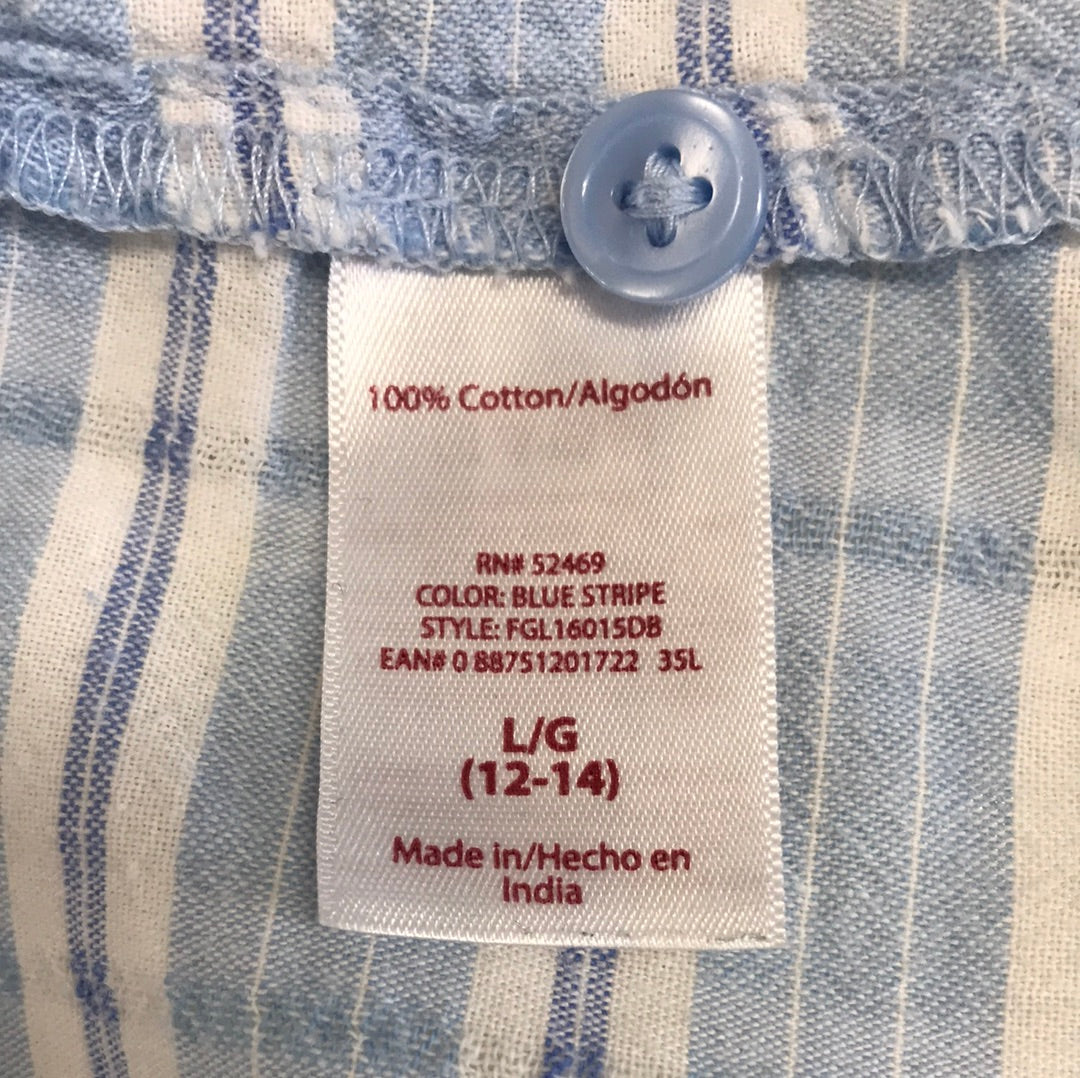 100% Cotton/Algodón
RN# 52469
COLOR: BLUE STRIPE
STYLE: FGL16015DB
EAN# 0 88751201722 35L
L/G
(12-14)
Made in/Hecho en
India